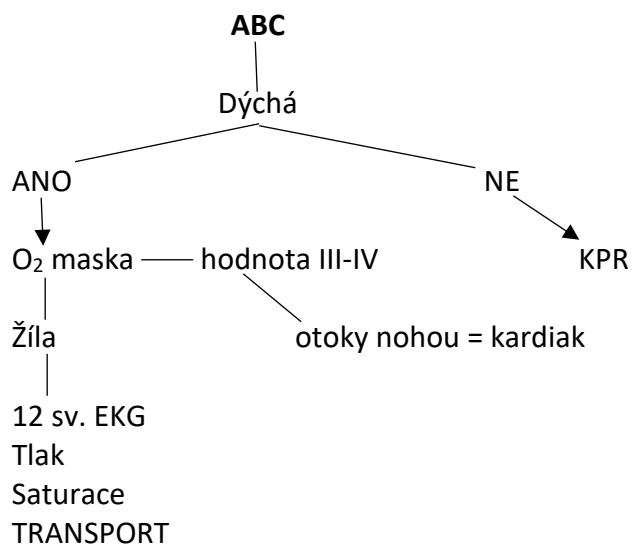 ABC
Dýchá
ANO NE
O₂ maska hodnota III-IV KPR
Žíla otoky nohou = kardiak
12 sv. EKG
Tlak
Saturace
TRANSPORT